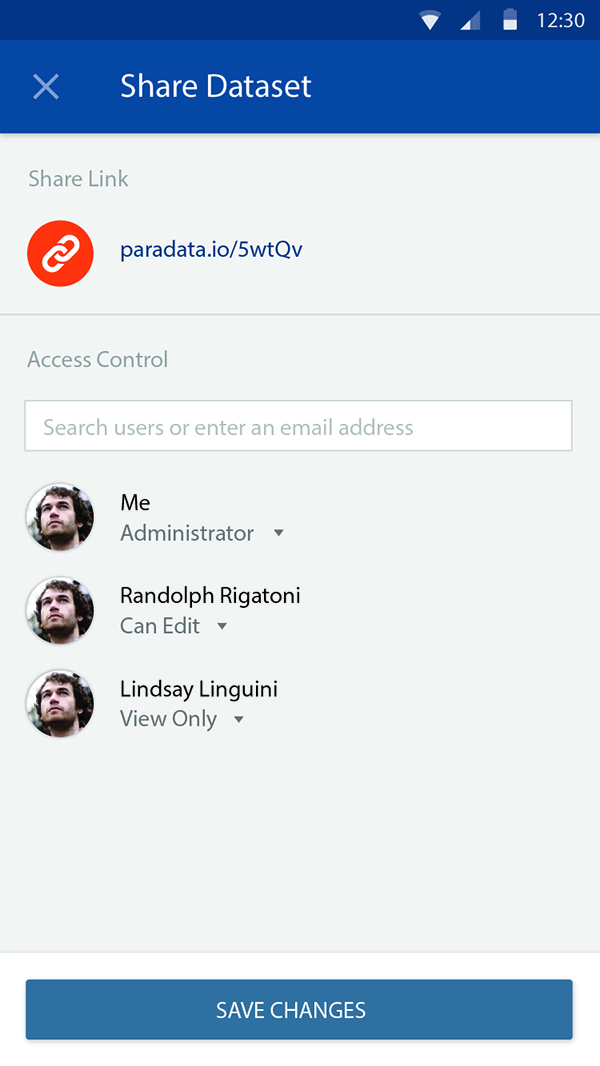 12:30
Share Dataset
Share Link
paradata.io/5wtQv
Access Control
Search users or enter an email address
Me
Administrator
Randolph Rigatoni
Can Edit
Lindsay Linguini
View Only
SAVE CHANGES